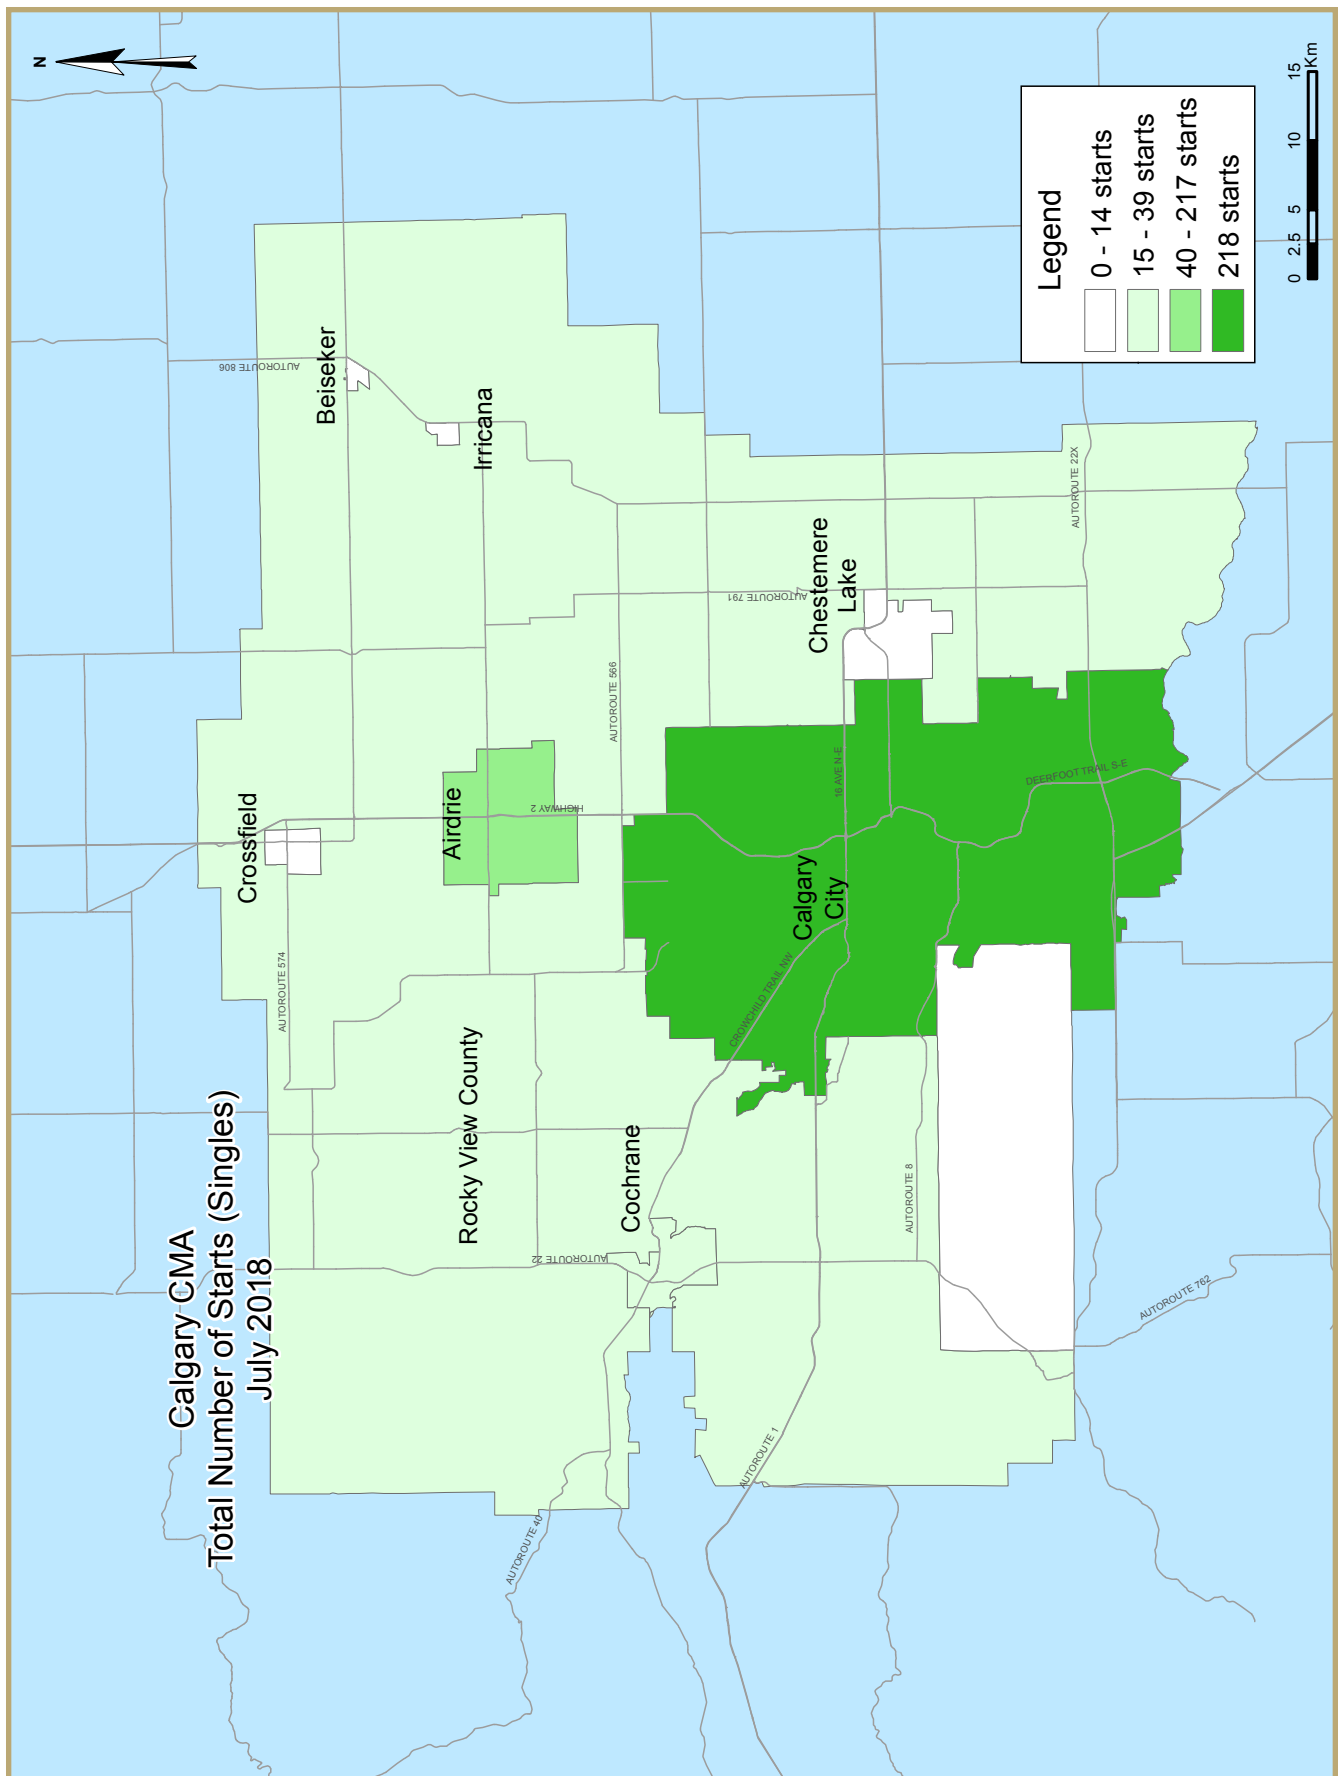 Calgary CMA
Total Number of Starts (Singles)
July 2018
N
Crossfield
Beiseker
Irricana
Airdrie
Rocky View County
Cochrane
Chestemere
Lake
Calgary
City
AUTOROUTE 574
AUTOROUTE 806
AUTOROUTE 566
HIGHWAY 2
AUTOROUTE 22
AUTOROUTE 40
AUTOROUTE 791
CROWCHILD TRAIL NW
16 AVE N-E
AUTOROUTE 1
AUTOROUTE 8
DEERFOOT TRAIL S-E
AUTOROUTE 22X
AUTOROUTE 762
Legend
0 - 14 starts
15 - 39 starts
40 - 217 starts
218 starts
0 2.5 5 10 15
Km